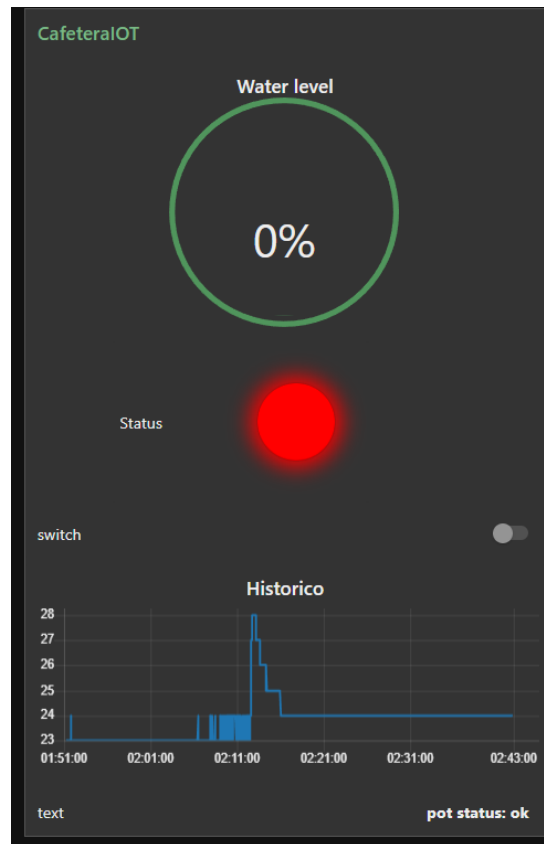 CafeteraIOT
Water level
0%
Status
switch
Historico
28
27
26
25
24
23
01:51:00 02:01:00 02:11:00 02:21:00 02:31:00 02:43:00
text pot status: ok